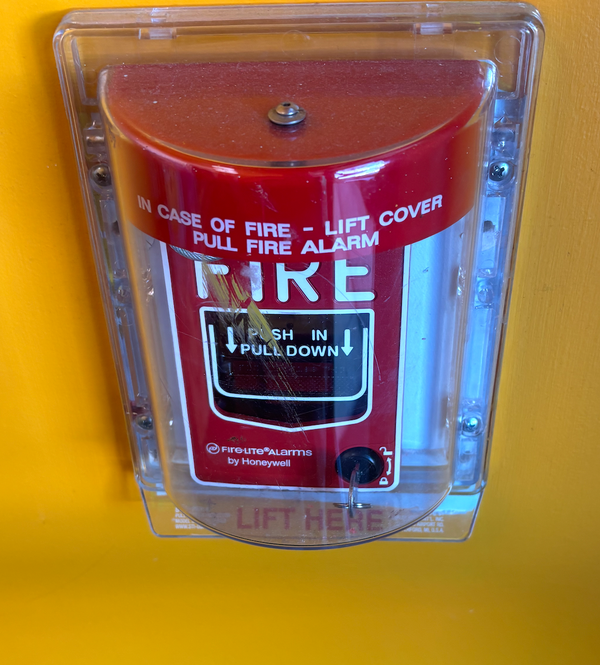 IN CASE OF FIRE - LIFT COVER
PULL FIRE ALARM
FIRE
PUSH IN
PULL DOWN
FIRE-LITE® ALARMS
by Honeywell
LIFT HERE